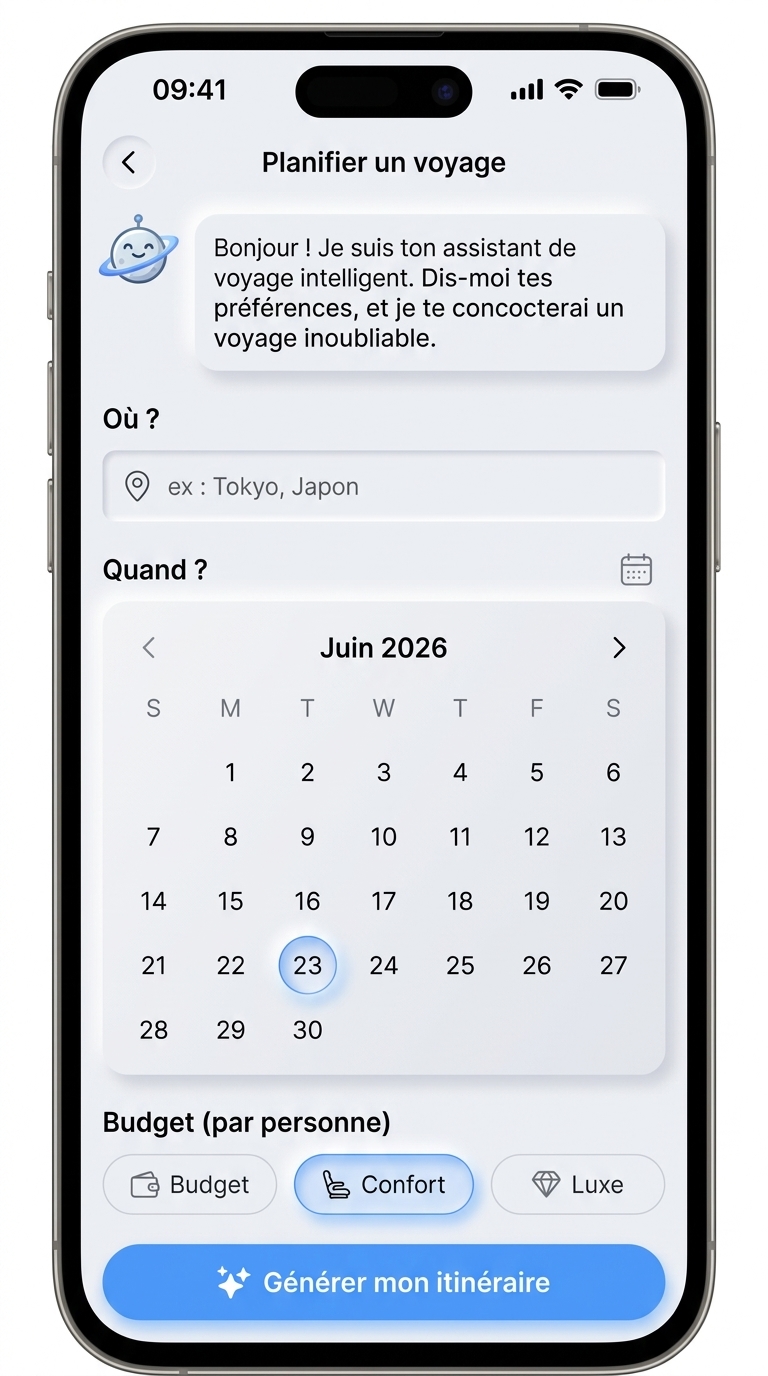 09:41
Planifier un voyage
Bonjour ! Je suis ton assistant de
voyage intelligent. Dis-moi tes
préférences, et je te concocterai un
voyage inoubliable.
Où ?
ex : Tokyo, Japon
Quand ?
Juin 2026
S M T W T F S
1 2 3 4 5 6
7 8 9 10 11 12 13
14 15 16 17 18 19 20
21 22 23 24 25 26 27
28 29 30
Budget (par personne)
Budget Confort Luxe
Générer mon itinéraire